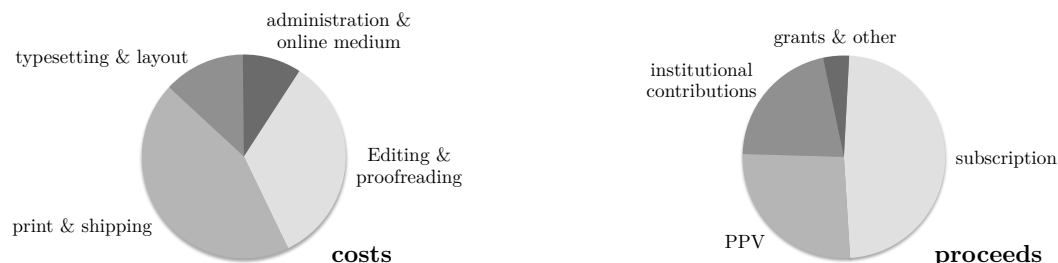 administration &
online medium
typesetting & layout
Editing &
proofreading
print & shipping
costs
grants & other
institutional
contributions
subscription
PPV
proceeds